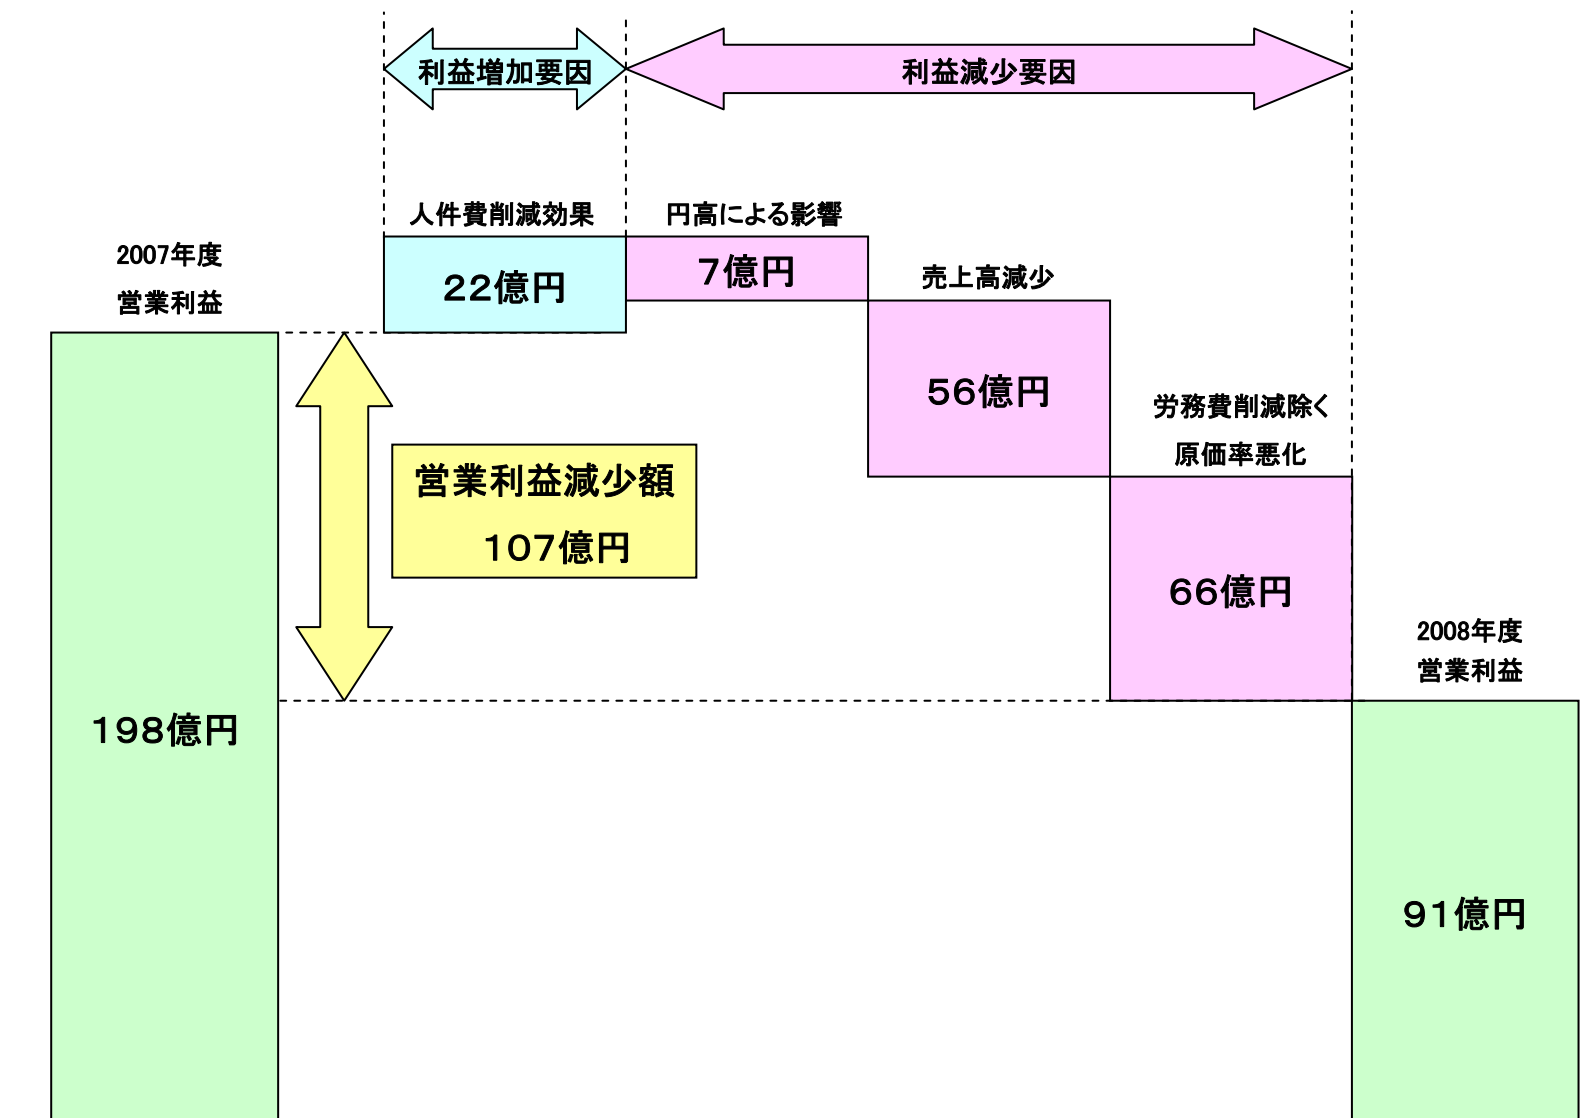 利益増加要因
利益減少要因
人件費削減効果
円高による影響
2007年度
営業利益
22億円
7億円
売上高減少
56億円
労務費削減除く
原価率悪化
営業利益減少額
107億円
66億円
2008年度
営業利益
198億円
91億円